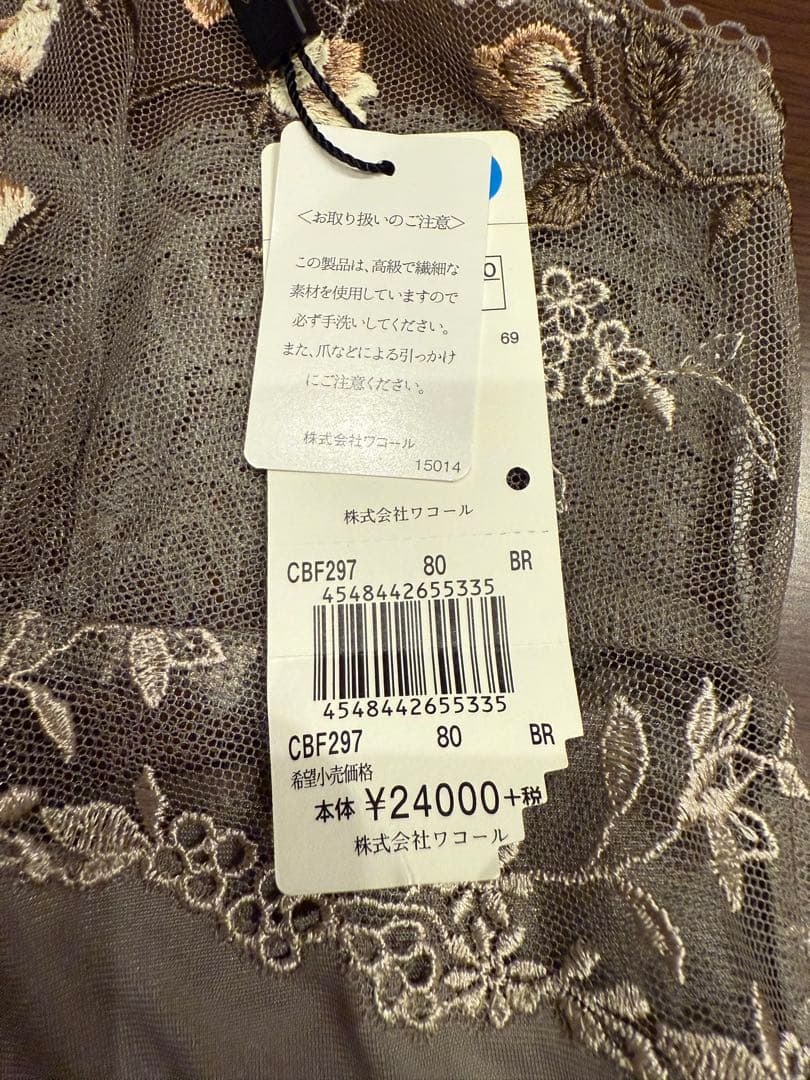 <お取り扱いのご注意>
この製品は、高級で繊細な
素材を使用していますので
必ず手洗いしてください。
また、爪などによる引っかけ
にご注意ください。
株式会社ワコール
15014
69
株式会社ワコール
CBF297 80 BR
4548442655335
4548442655335
CBF297 80 BR
希望小売価格
本体 ¥24000+税
株式会社ワコール